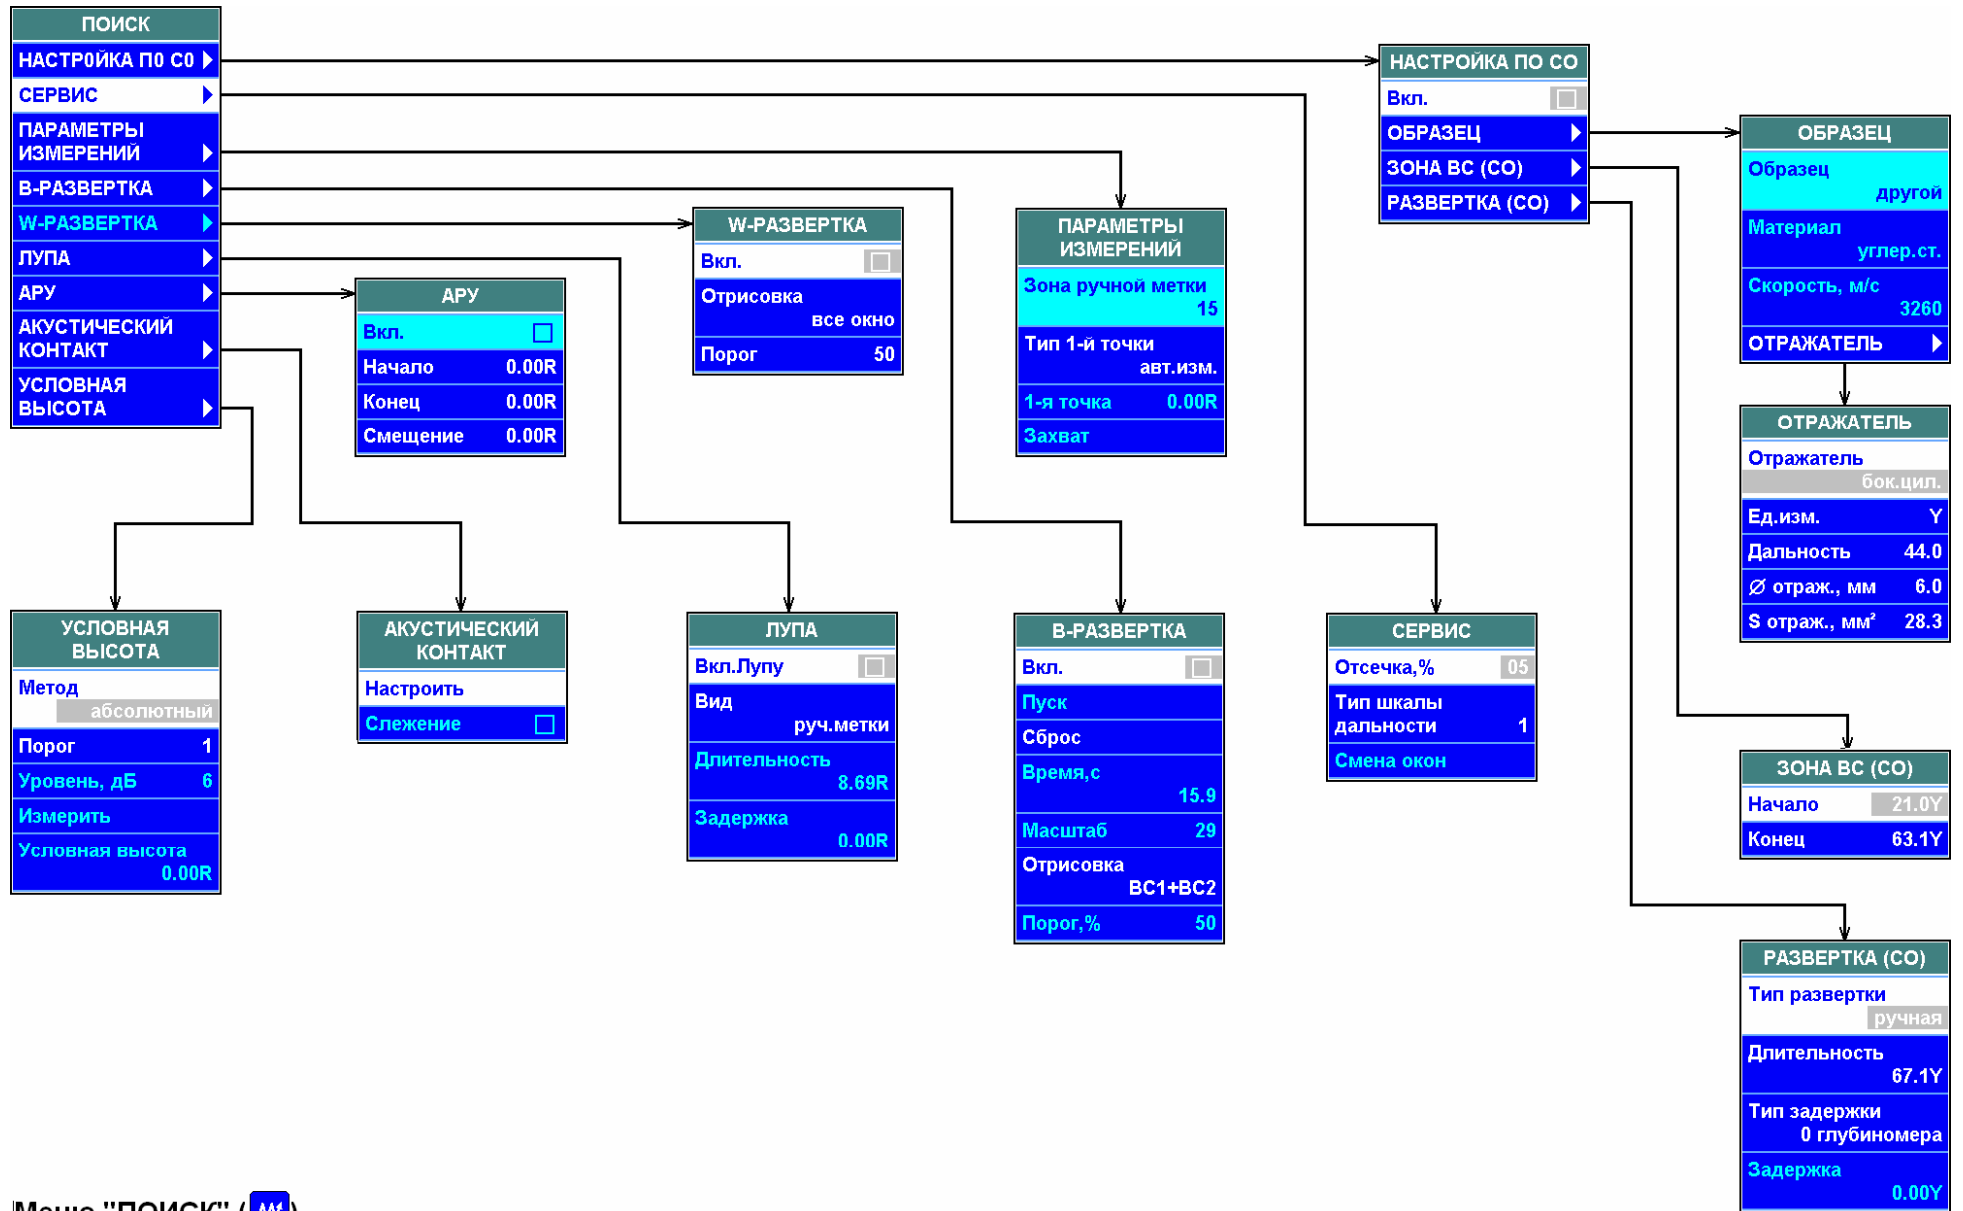 ПОИСК
НАСТР0ЙКА П0 С0
СЕРВИС
ПАРАМЕТРЫ
ИЗМЕРЕНИЙ
В-РАЗВЕРТКА
W-РАЗВЕРТКА
ЛУПА
АРУ
АКУСТИЧЕСКИЙ
КОНТАКТ
УСЛОВНАЯ
ВЫСОТА
АРУ
Вкл.
Начало 0.00R
Конец 0.00R
Смещение 0.00R
W-РАЗВЕРТКА
Вкл.
Отрисовка
все окно
Порог 50
ПАРАМЕТРЫ
ИЗМЕРЕНИЙ
Зона ручной метки
15
Тип 1-й точки
авт.изм.
1-я точка 0.00R
Захват
НАСТРОЙКА ПО СО
Вкл.
ОБРАЗЕЦ
ЗОНА ВС (СО)
РАЗВЕРТКА (СО)
ОБРАЗЕЦ
Образец
другой
Материал
углер.ст.
Скорость, м/с
3260
ОТРАЖАТЕЛЬ
ОТРАЖАТЕЛЬ
Отражатель
бок.цил.
Ед.изм. Y
Дальность 44.0
∅ отраж., мм 6.0
S отраж., мм² 28.3
УСЛОВНАЯ
ВЫСОТА
Метод
абсолютный
Порог 1
Уровень, дБ 6
Измерить
Условная высота
0.00R
АКУСТИЧЕСКИЙ
КОНТАКТ
Настроить
Слежение
ЛУПА
Вкл.Лупу
Вид
руч.метки
Длительность
8.69R
Задержка
0.00R
В-РАЗВЕРТКА
Вкл.
Пуск
Сброс
Время,с
15.9
Масштаб 29
Отрисовка
ВС1+ВС2
Порог,% 50
СЕРВИС
Отсечка,% 05
Тип шкалы
дальности 1
Смена окон
ЗОНА ВС (СО)
Начало 21.0Y
Конец 63.1Y
РАЗВЕРТКА (СО)
Тип развертки
ручная
Длительность
67.1Y
Тип задержки
0 глубиномера
Задержка
0.00Y
Меню "ПОИСК" ( )